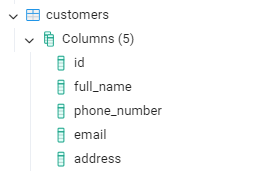 customers
Columns (5)
id
full_name
phone_number
email
address